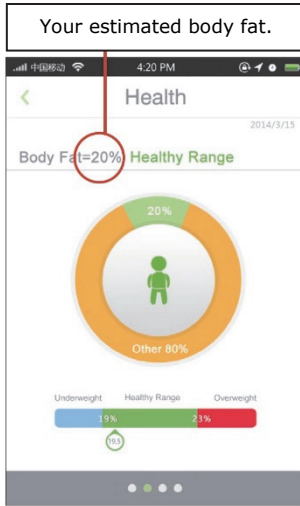 Your estimated body fat.
中国移动 4:20 PM
Health
2014/3/15
Body Fat=20% Healthy Range
20%
Other 80%
Underweight Healthy Range Overweight
19% 23%
19.5